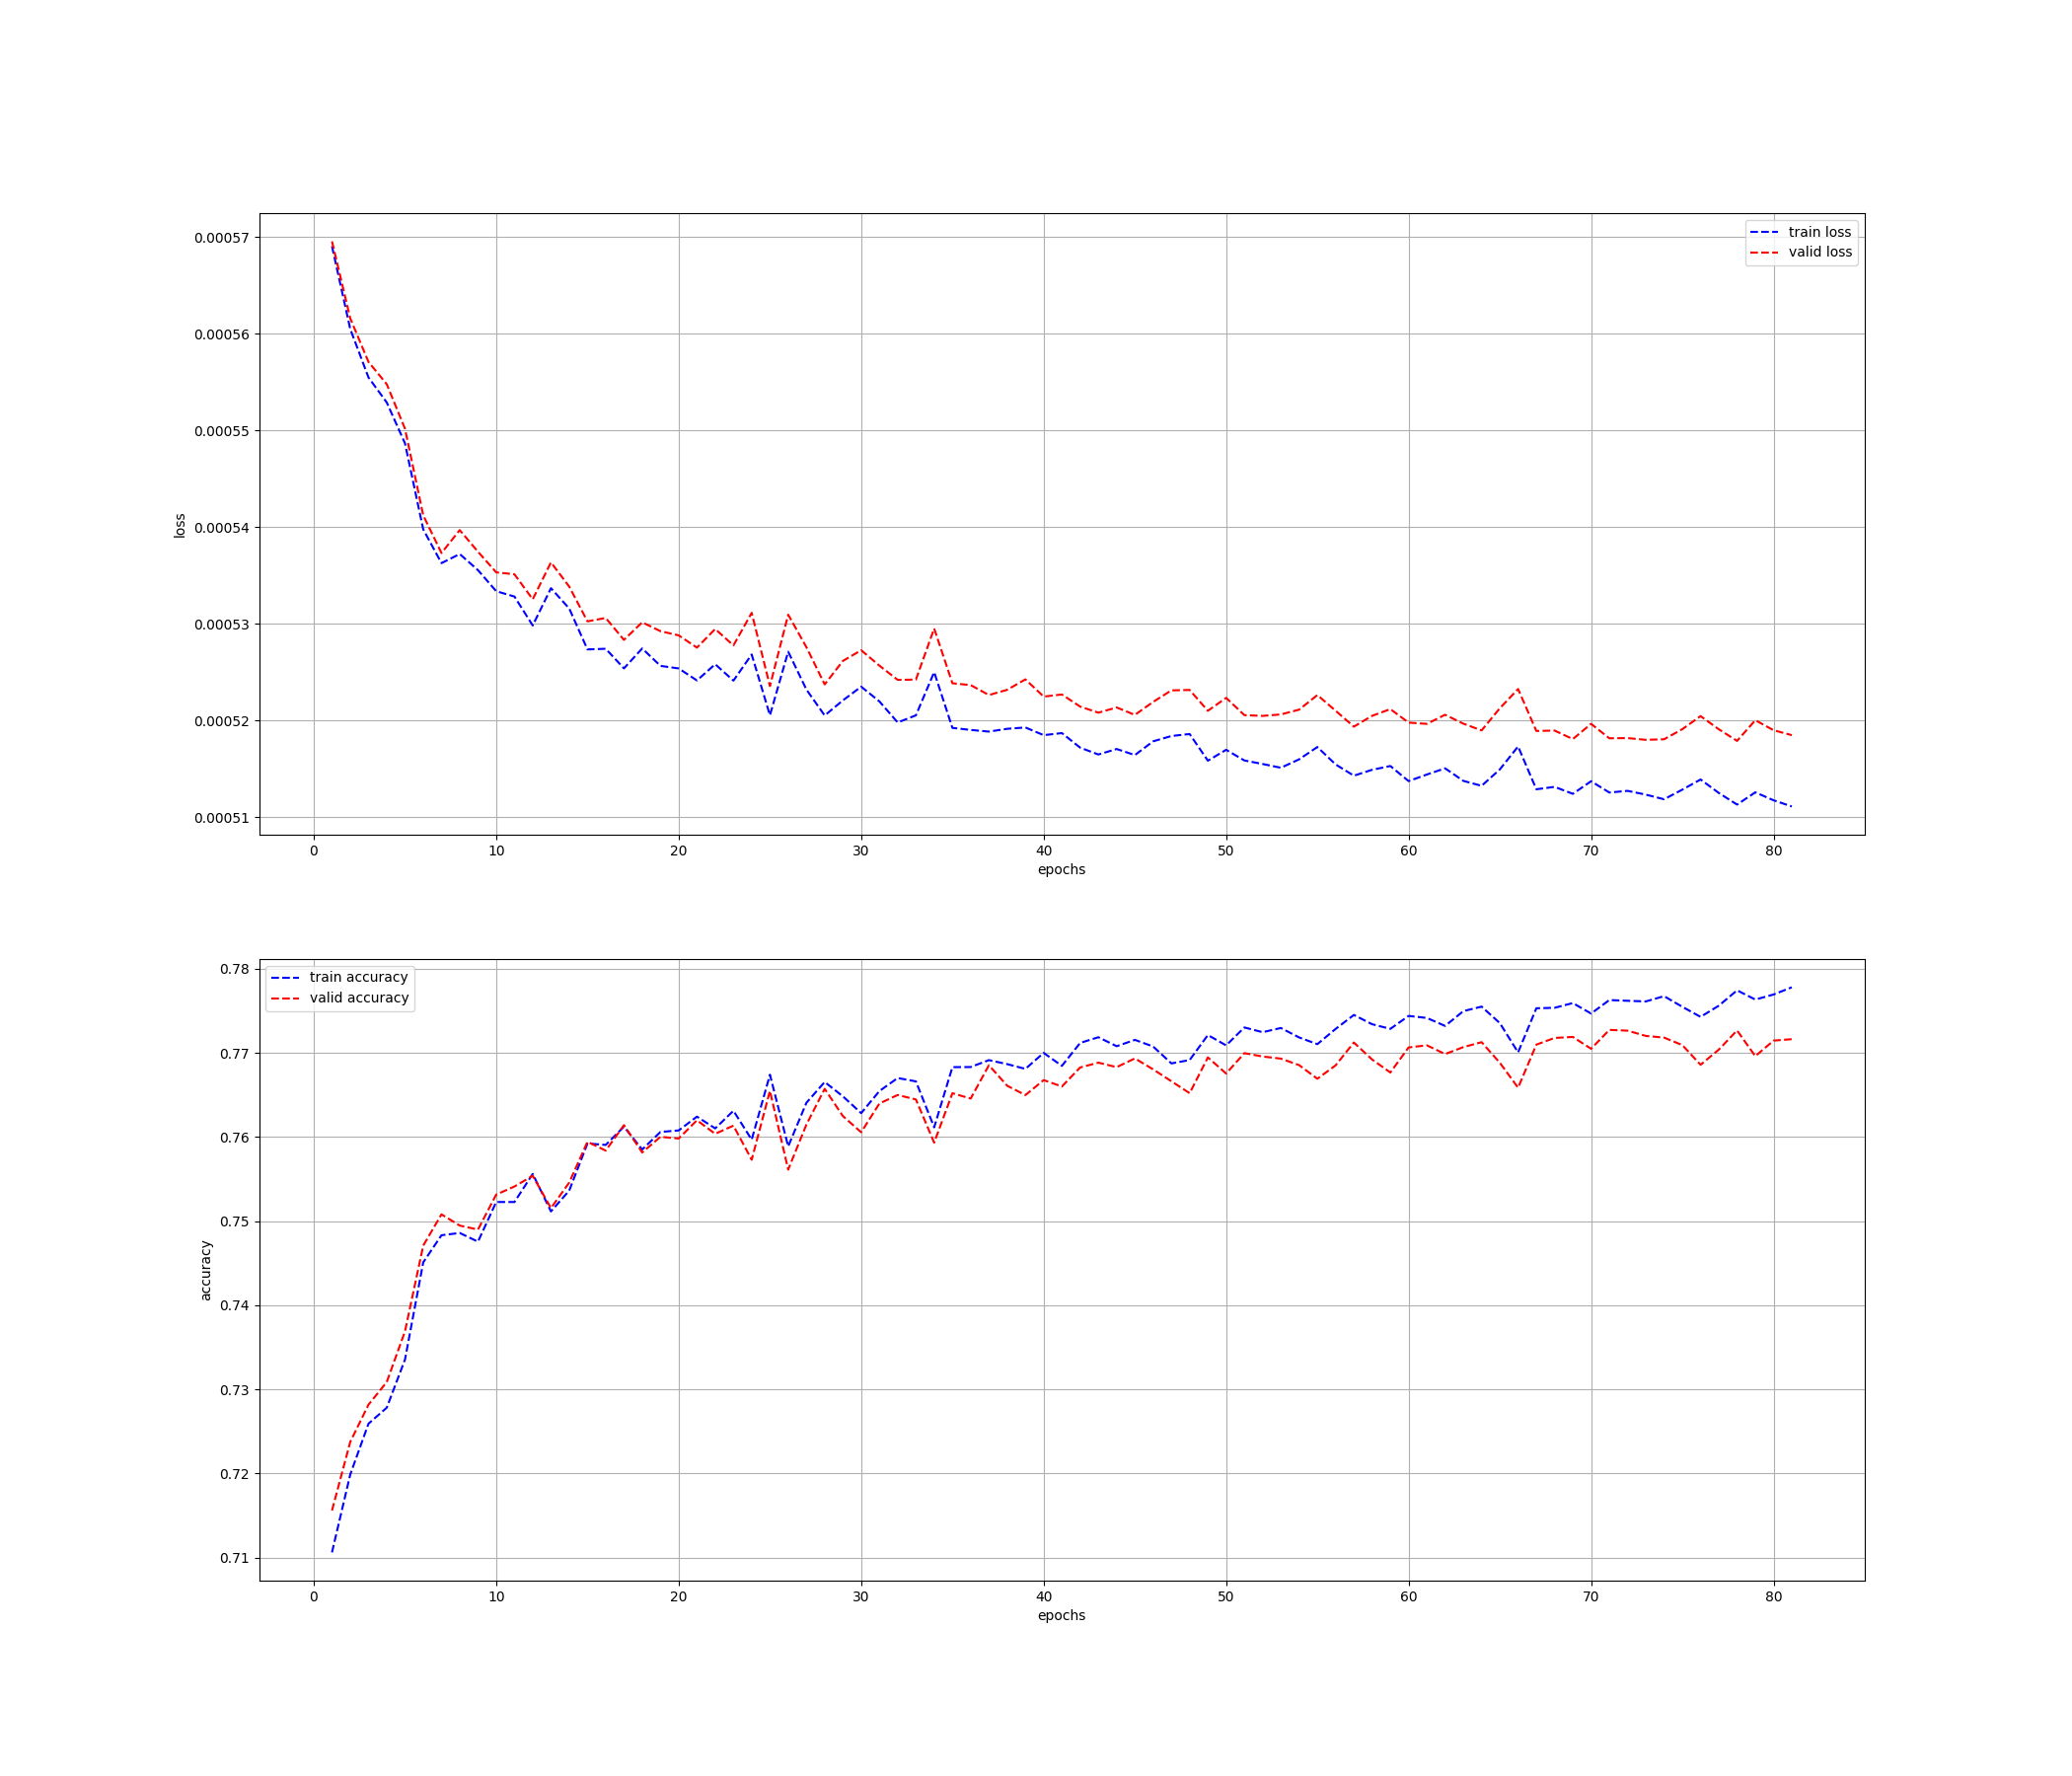 0.00057
0.00056
0.00055
0.00054
0.00053
0.00052
0.00051
loss
train loss
valid loss
0 10 20 30 40 50 60 70 80
epochs
0.78
0.77
0.76
0.75
0.74
0.73
0.72
0.71
accuracy
train accuracy
valid accuracy
0 10 20 30 40 50 60 70 80
epochs